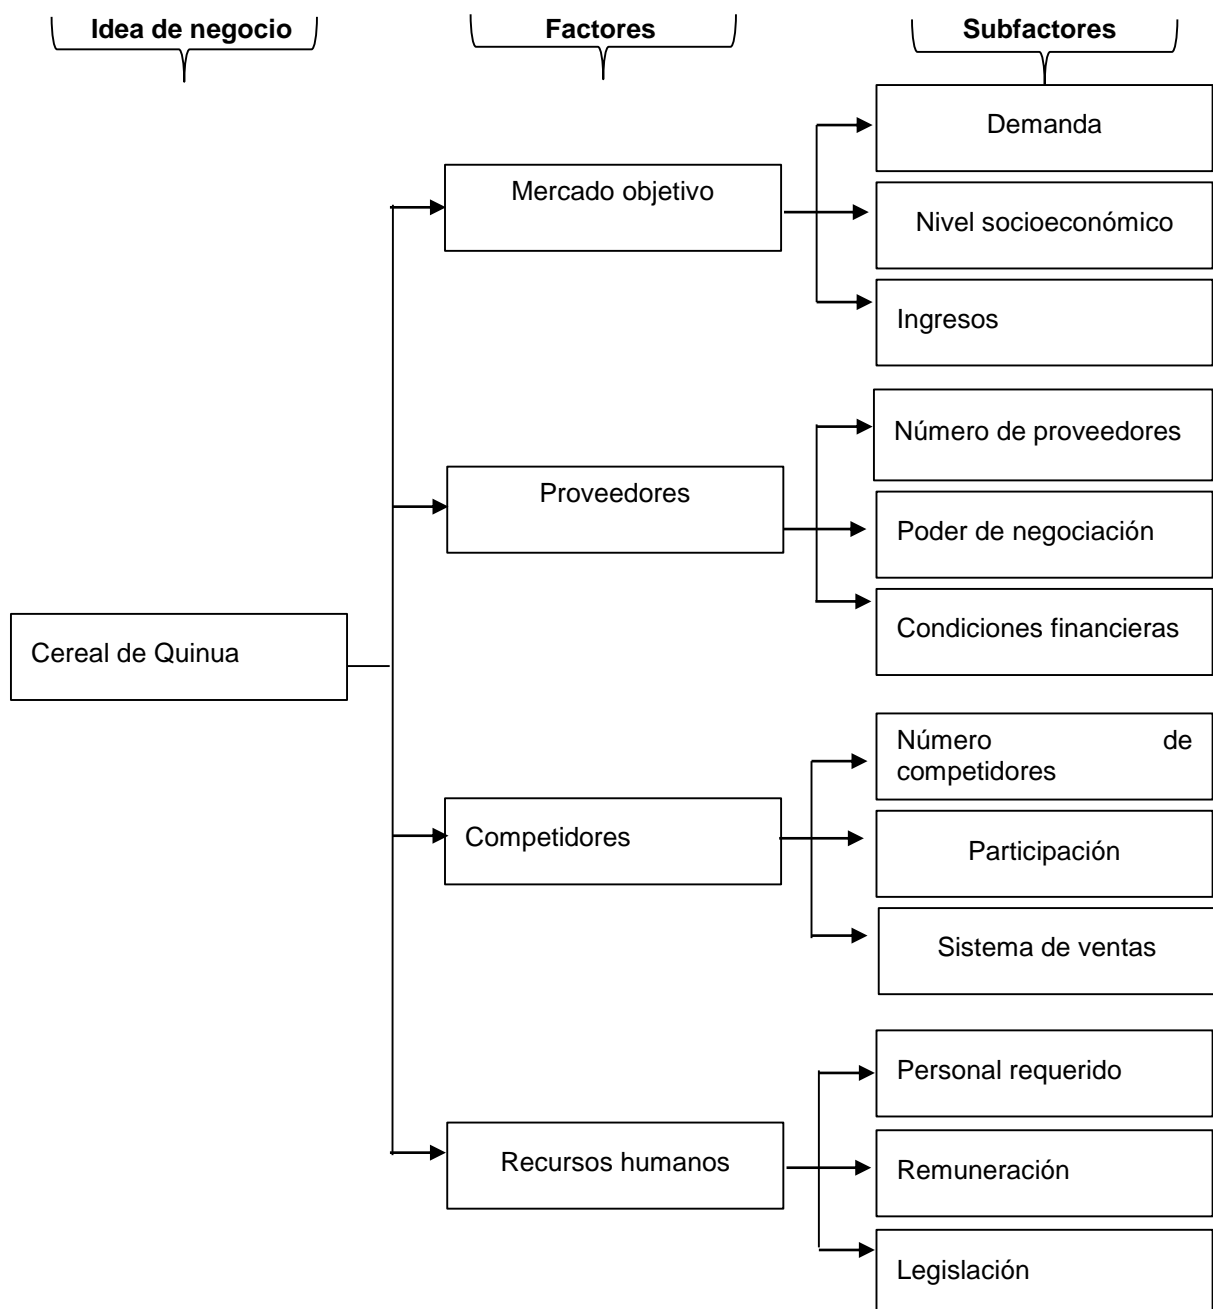 Idea de negocio
Factores
Subfactores
Demanda
Mercado objetivo
Nivel socioeconómico
Ingresos
Número de proveedores
Proveedores
Poder de negociación
Condiciones financieras
Cereal de Quinua
Número de
competidores
Competidores
Participación
Sistema de ventas
Personal requerido
Recursos humanos
Remuneración
Legislación